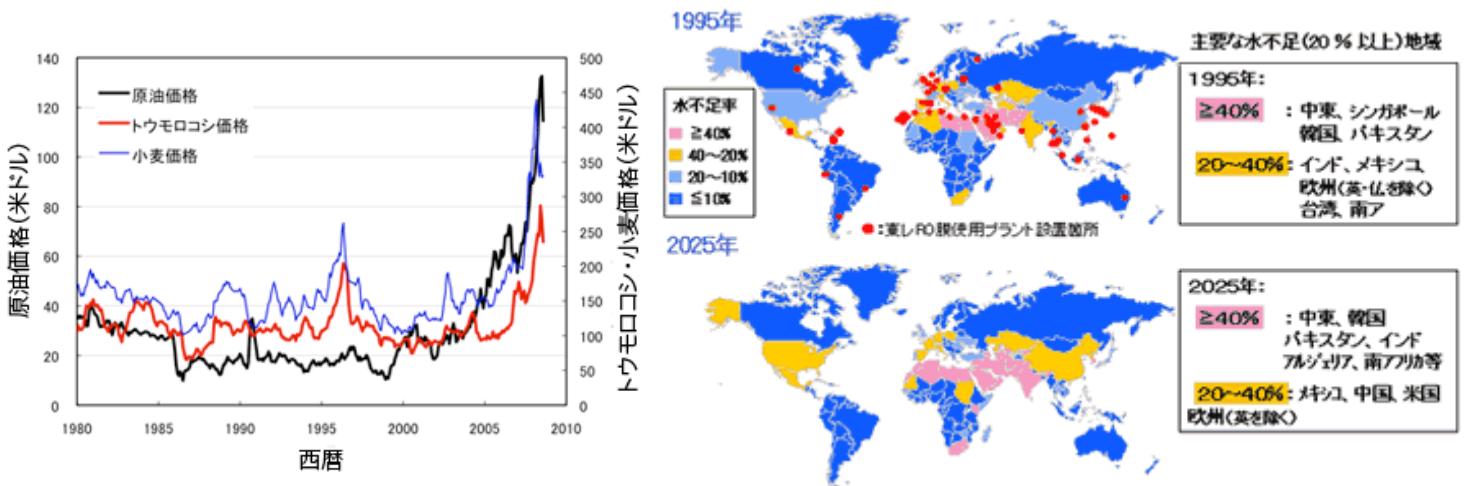 140
120
100
80
60
40
20
0
原油価格(米ドル)
原油価格
トウモロコシ価格
小麦価格
500
450
400
350
300
250
200
150
100
50
0
トウモロコシ・小麦価格(米ドル)
1980
1985
1990
1995
2000
2005
2010
西暦
1995年
水不足率
≧40%
40〜20%
20〜10%
≦10%
●:東レRO膜使用プラント設置箇所
2025年
主要な水不足(20 % 以上)地域
1995年:
≧40% :中東、シンガポール
韓国、パキスタン
20〜40%:インド、メキシコ、
欧州(英・仏を除く)
台湾、南ア
2025年:
≧40% :中東、韓国
パキスタン、インド
アルジェリア、南アフリカ等
20〜40%:メキシコ、中国、米国
欧州(英を除く)